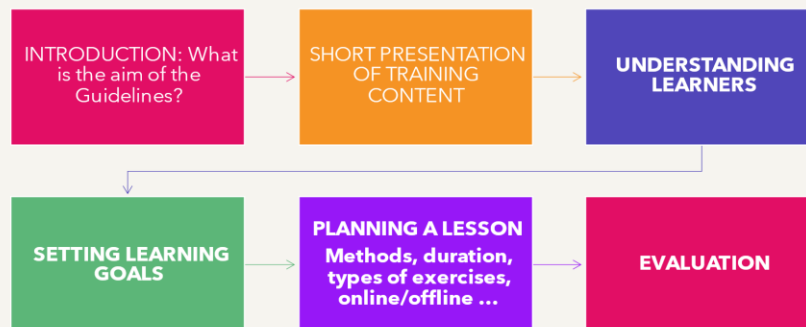 INTRODUCTION: What
is the aim of the
Guidelines?
SHORT PRESENTATION
OF TRAINING
CONTENT
UNDERSTANDING
LEARNERS
SETTING LEARNING
GOALS
PLANNING A LESSON
Methods, duration,
types of exercises,
online/offline ...
EVALUATION